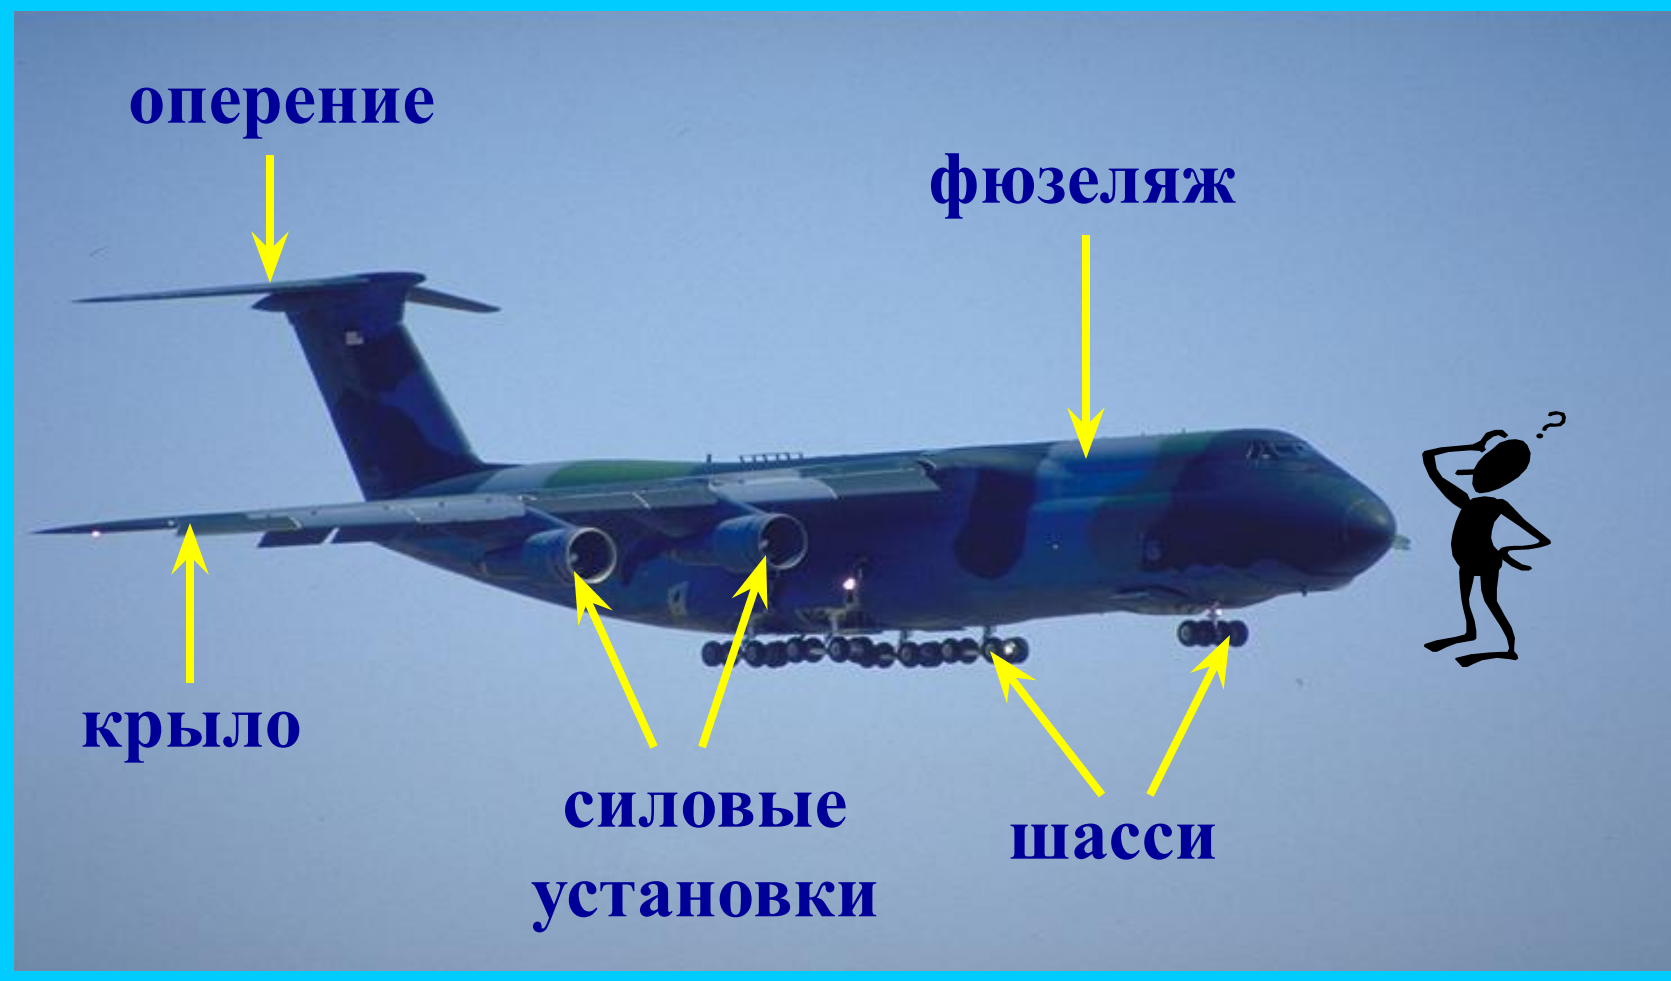 оперение
фюзеляж
крыло
силовые
установки
шасси
?